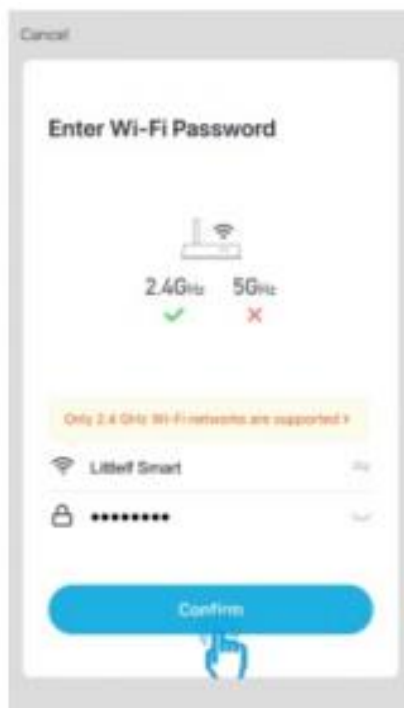 Cancel
Enter Wi-Fi Password
2.4GHz 5GHz
Only 2.4 GHz Wi-Fi networks are supported >
Littlelf Smart
••••••••
Confirm